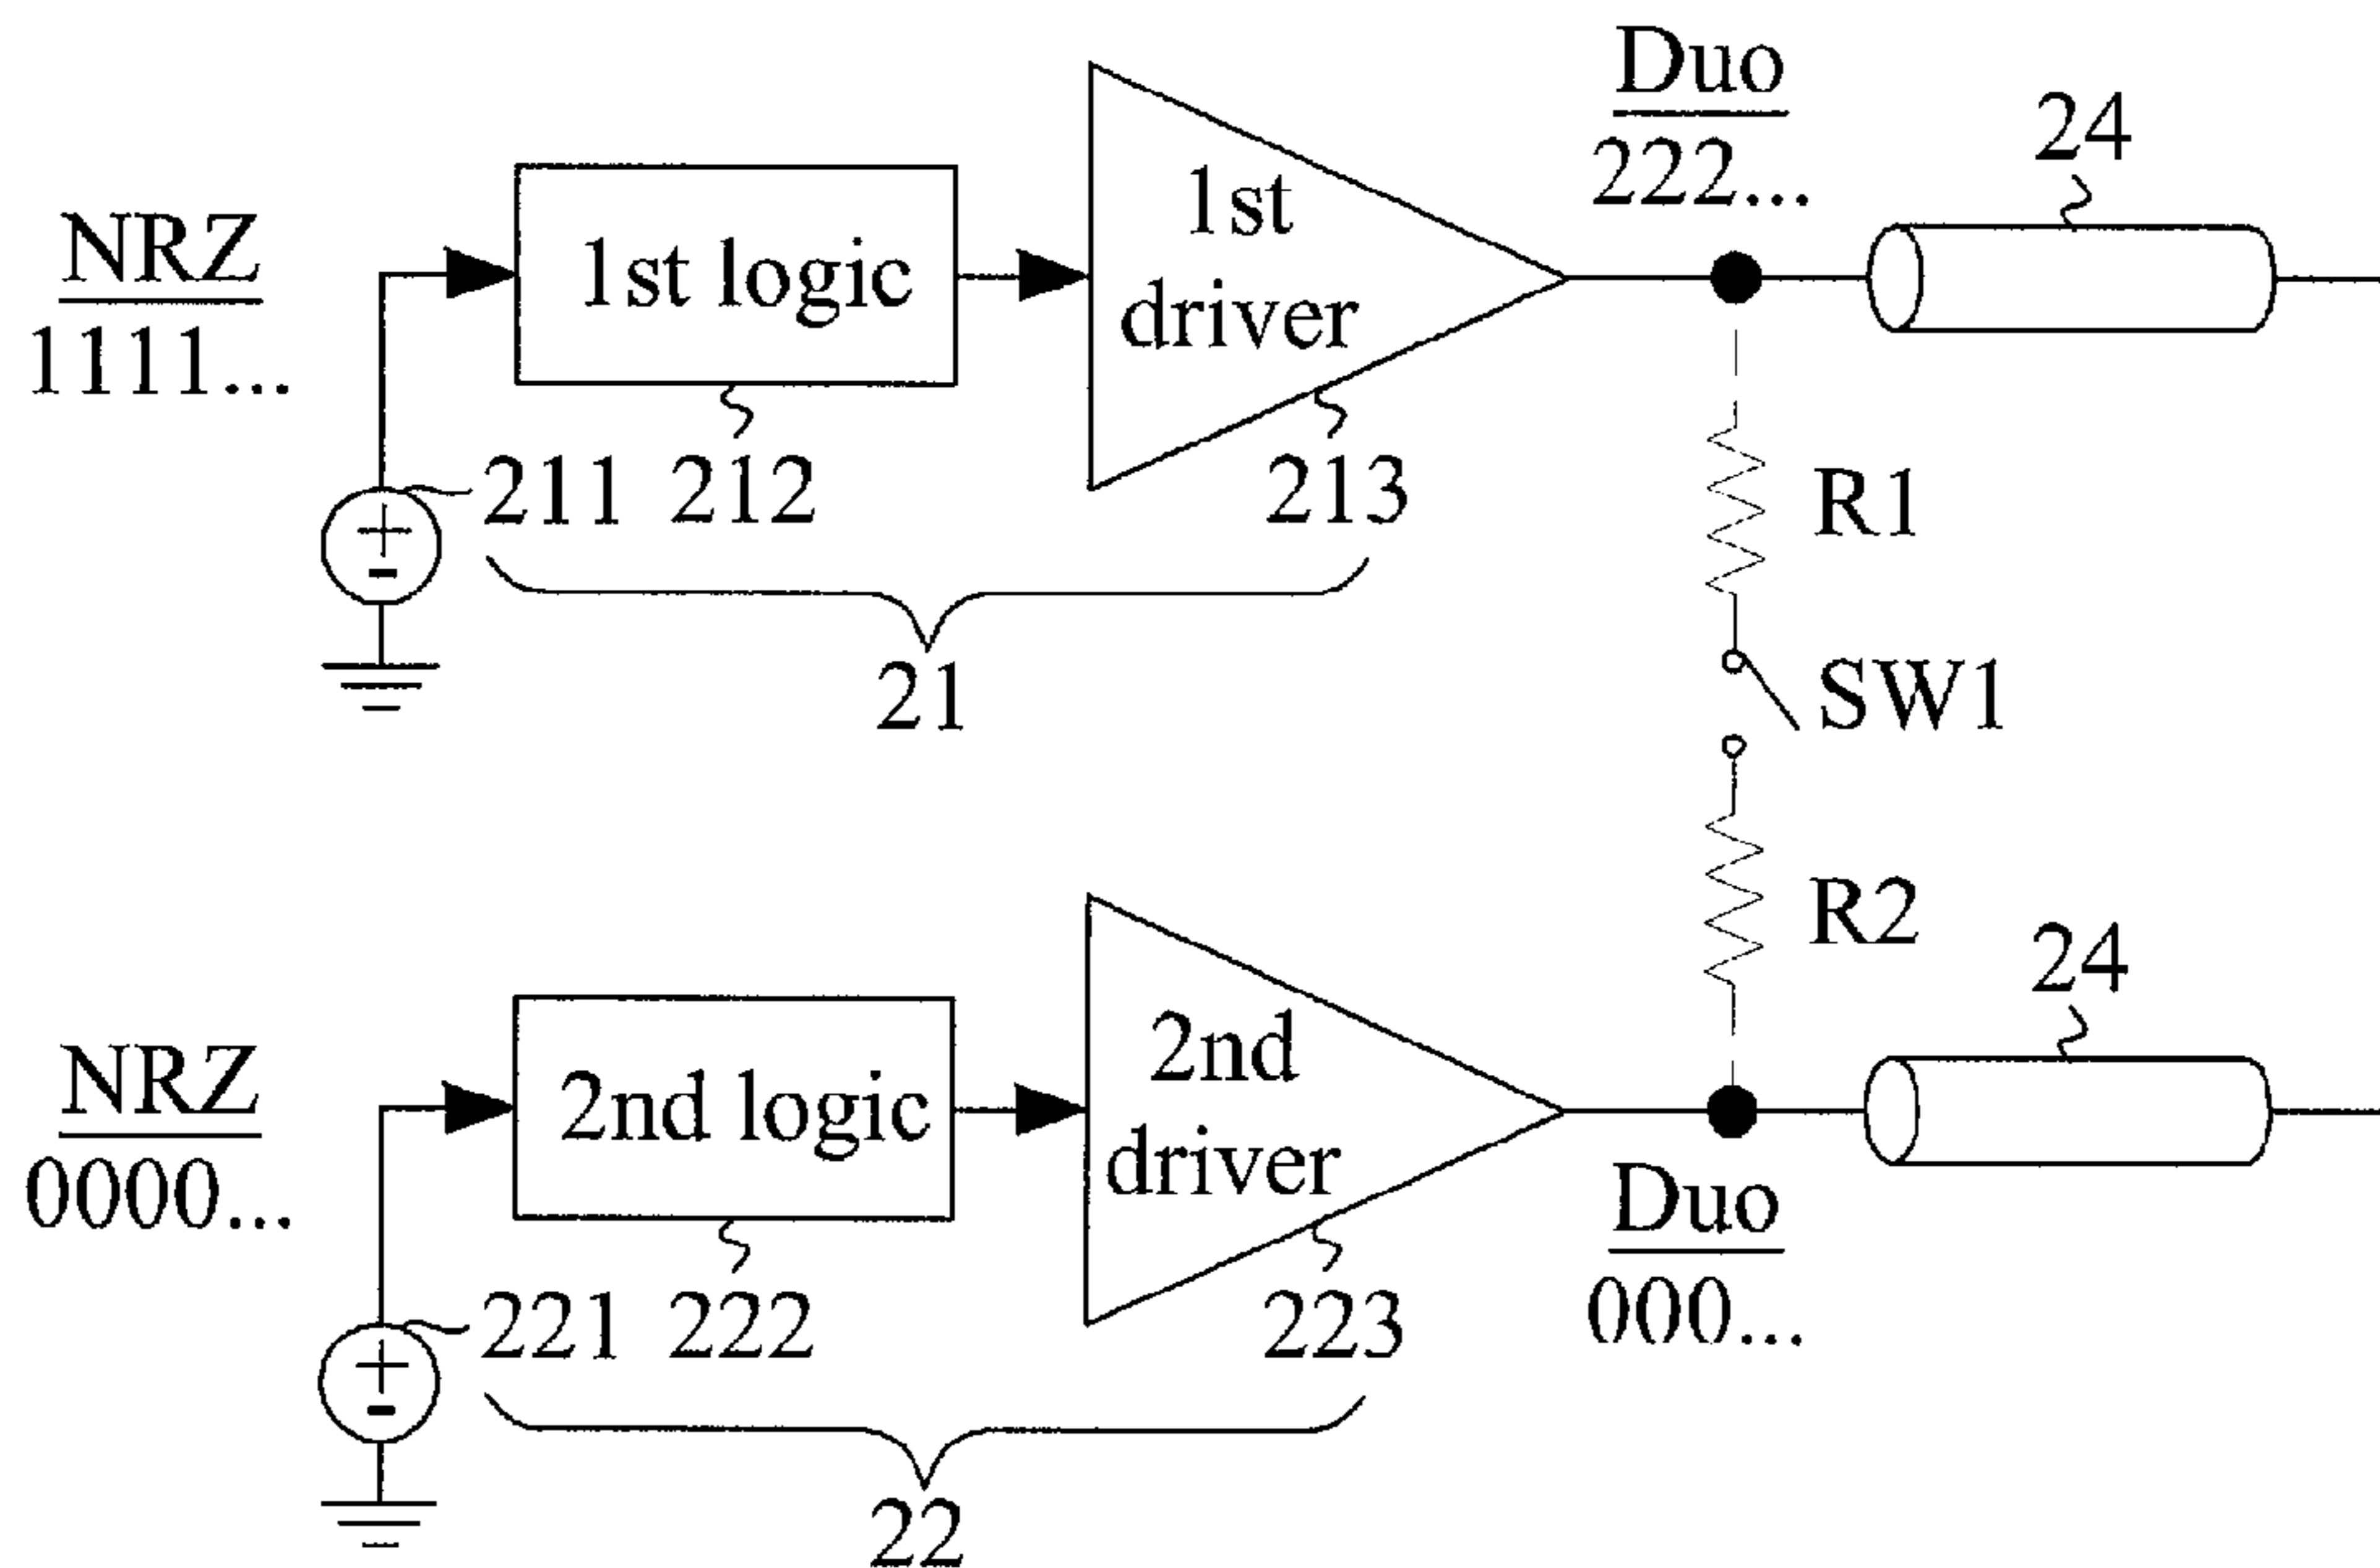 Duo
222...
24
NRZ
1111...
1st logic
1st
driver
211
212
213
R1
21
SW1
R2
24
NRZ
0000...
2nd logic
2nd
driver
Duo
000...
221
222
223
22
+
-
+
-